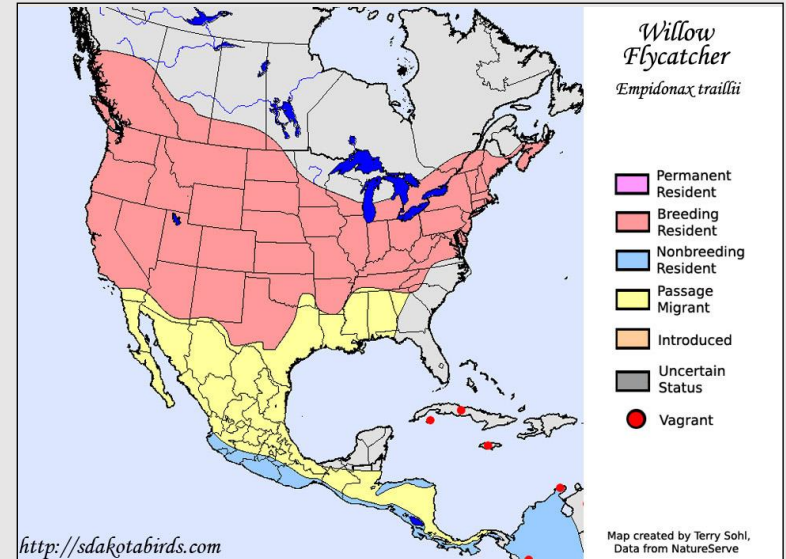 Willow
Flycatcher
Empidonax traillii
Permanent
Resident
Breeding
Resident
Nonbreeding
Resident
Passage
Migrant
Introduced
Uncertain
Status
Vagrant
http://sdakotabirds.com
Map created by Terry Sohl,
Data from NatureServe